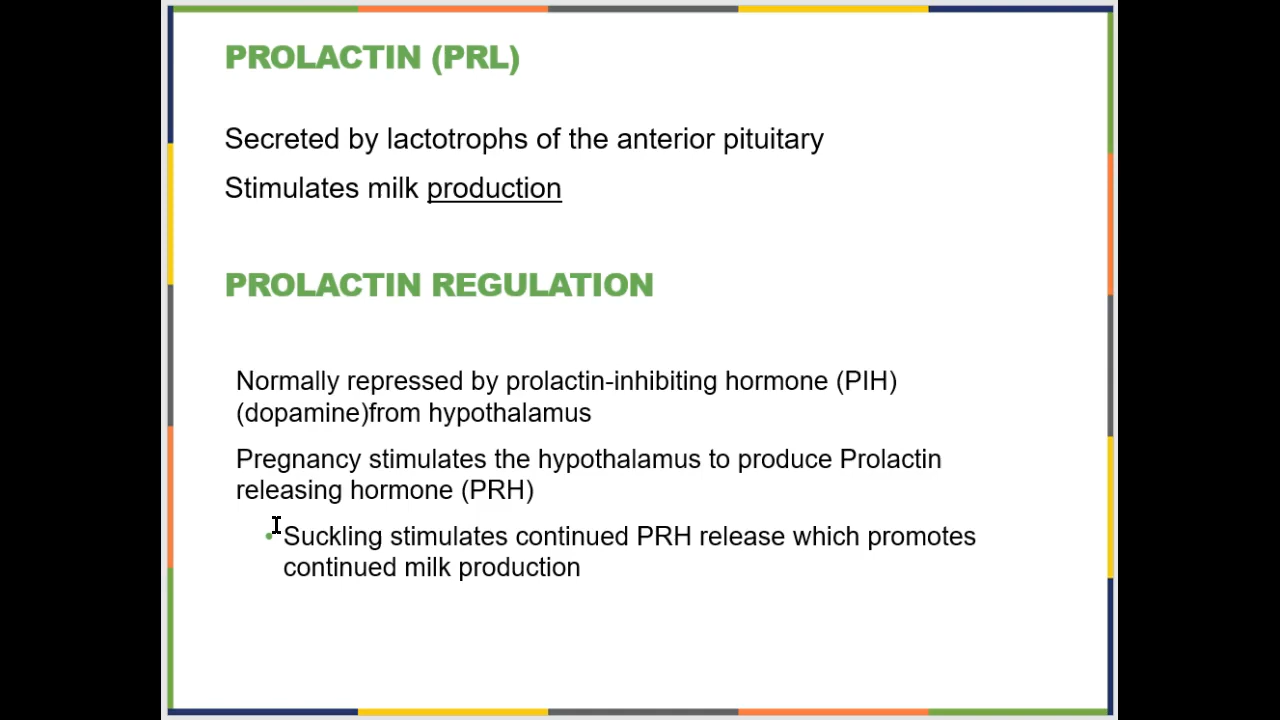 PROLACTIN (PRL)
Secreted by lactotrophs of the anterior pituitary
Stimulates milk production
PROLACTIN REGULATION
Normally repressed by prolactin-inhibiting hormone (PIH)
(dopamine)from hypothalamus
Pregnancy stimulates the hypothalamus to produce Prolactin
releasing hormone (PRH)
• Suckling stimulates continued PRH release which promotes
continued milk production